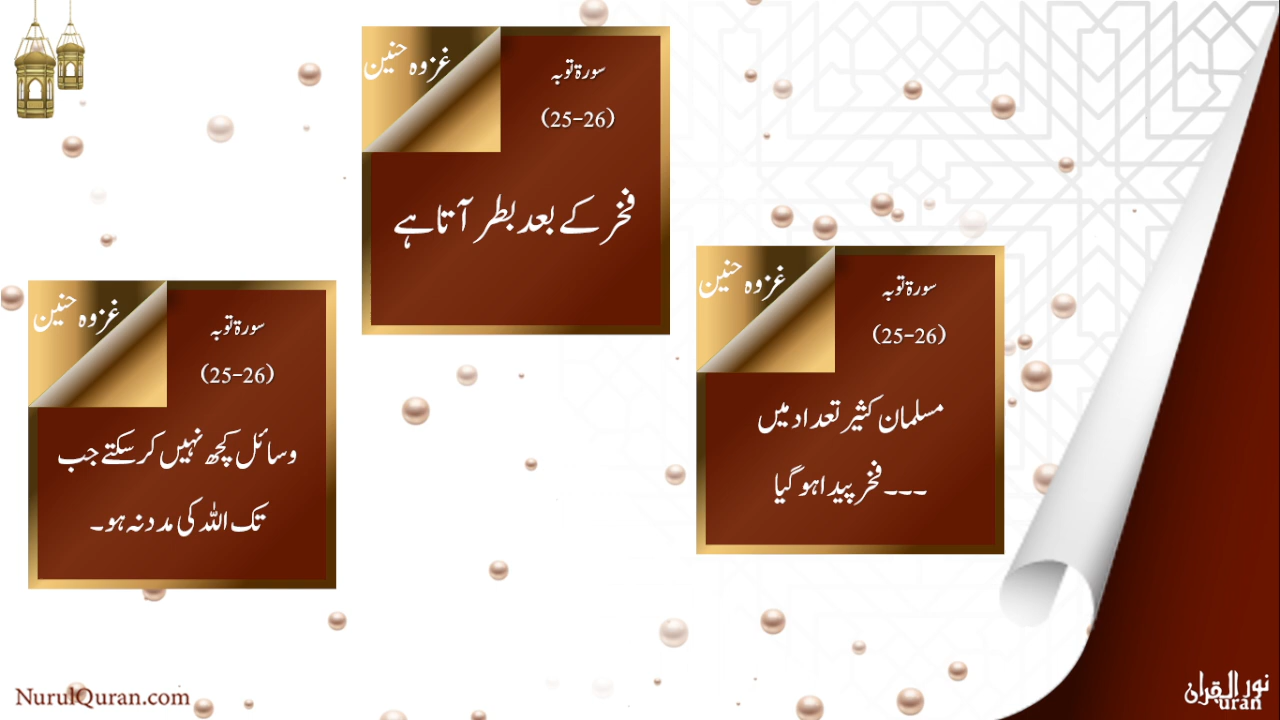 غزوہ حنین
سورۃ توبہ
(25-26)
فخر کے بعد بطر آتا ہے
غزوہ حنین
سورۃ توبہ
(25-26)
مسلمان کثیر تعداد میں
۔۔۔فخر پیدا ہو گیا
غزوہ حنین
سورۃ توبہ
(25-26)
وسائل کچھ نہیں کر سکتے جب
تک اللہ کی مدد نہ ہو۔
NurulQuran.com
نور القرآن
uran